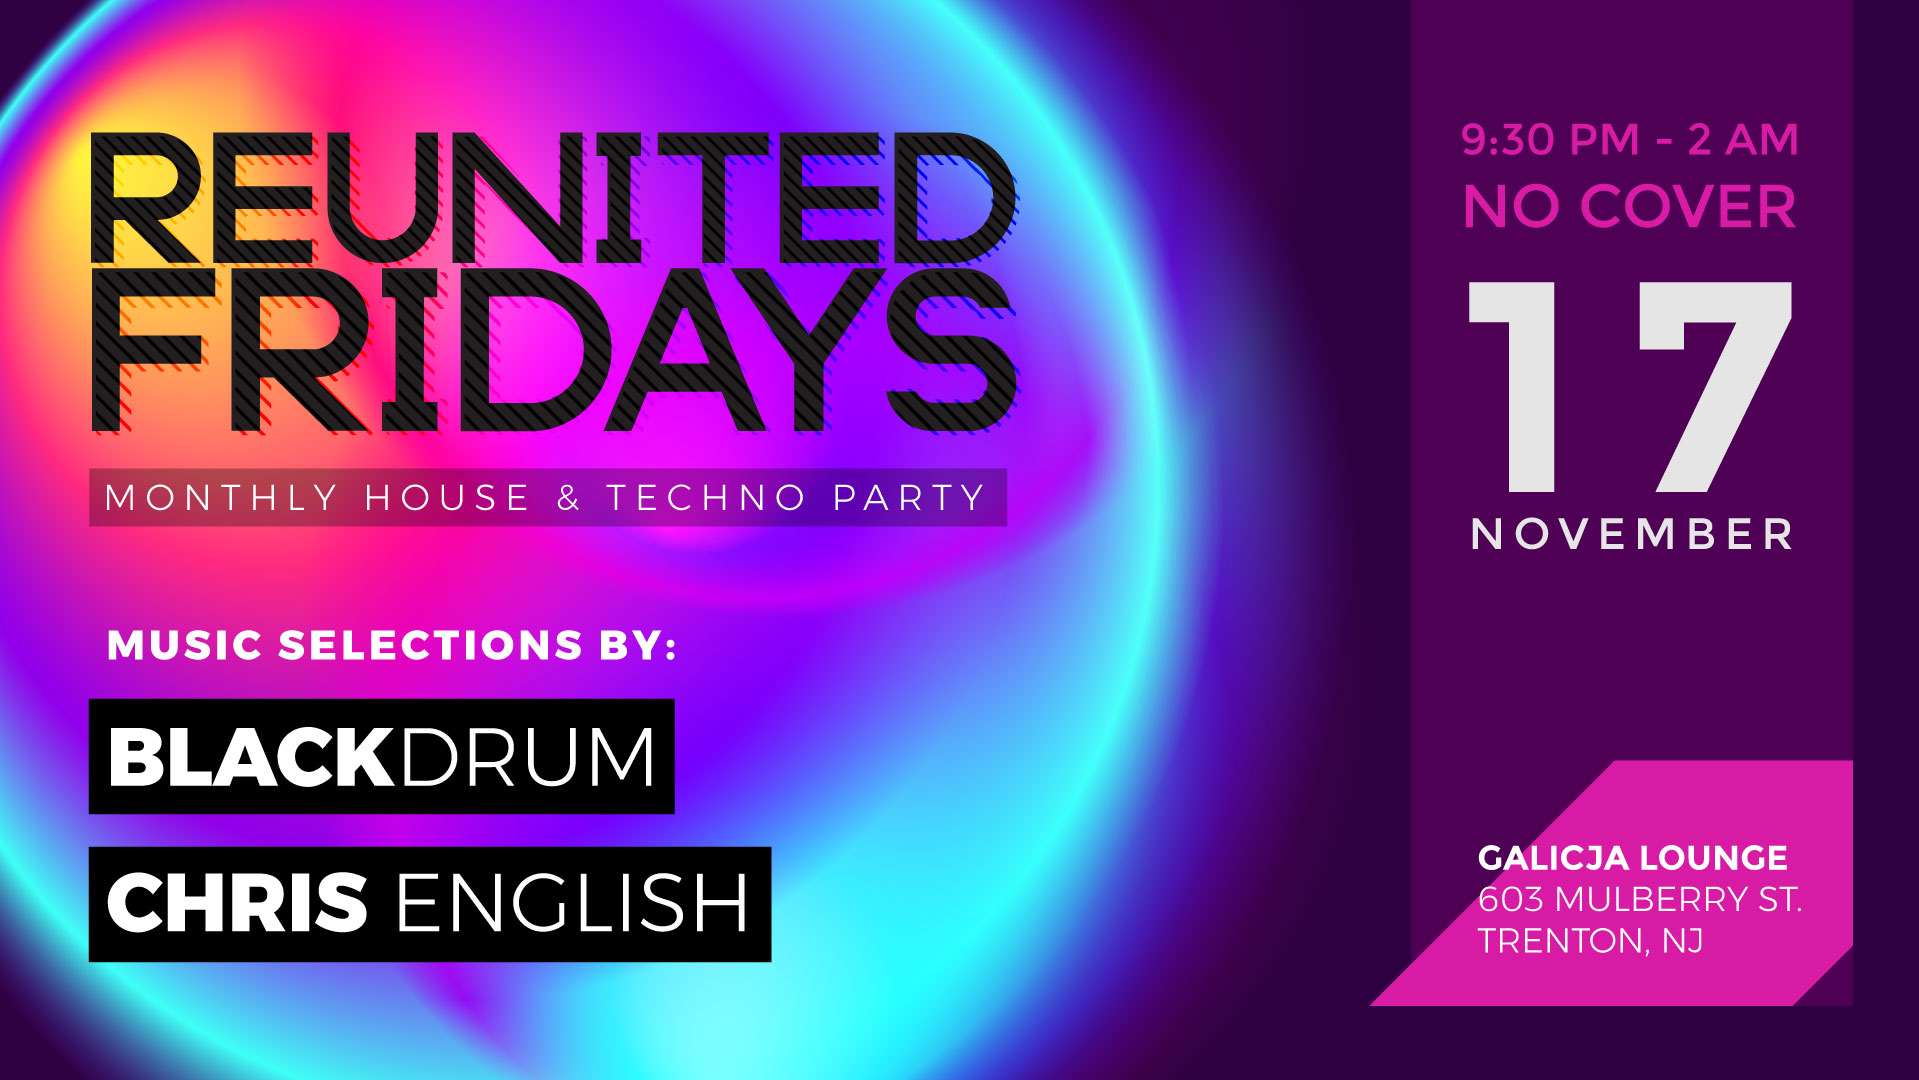 REUNITED
FRIDAYS
MONTHLY HOUSE & TECHNO PARTY
MUSIC SELECTIONS BY:
BLACKDRUM
CHRIS ENGLISH
9:30 PM - 2 AM
NO COVER
17
NOVEMBER
GALICJA LOUNGE
603 MULBERRY ST.
TRENTON, NJ